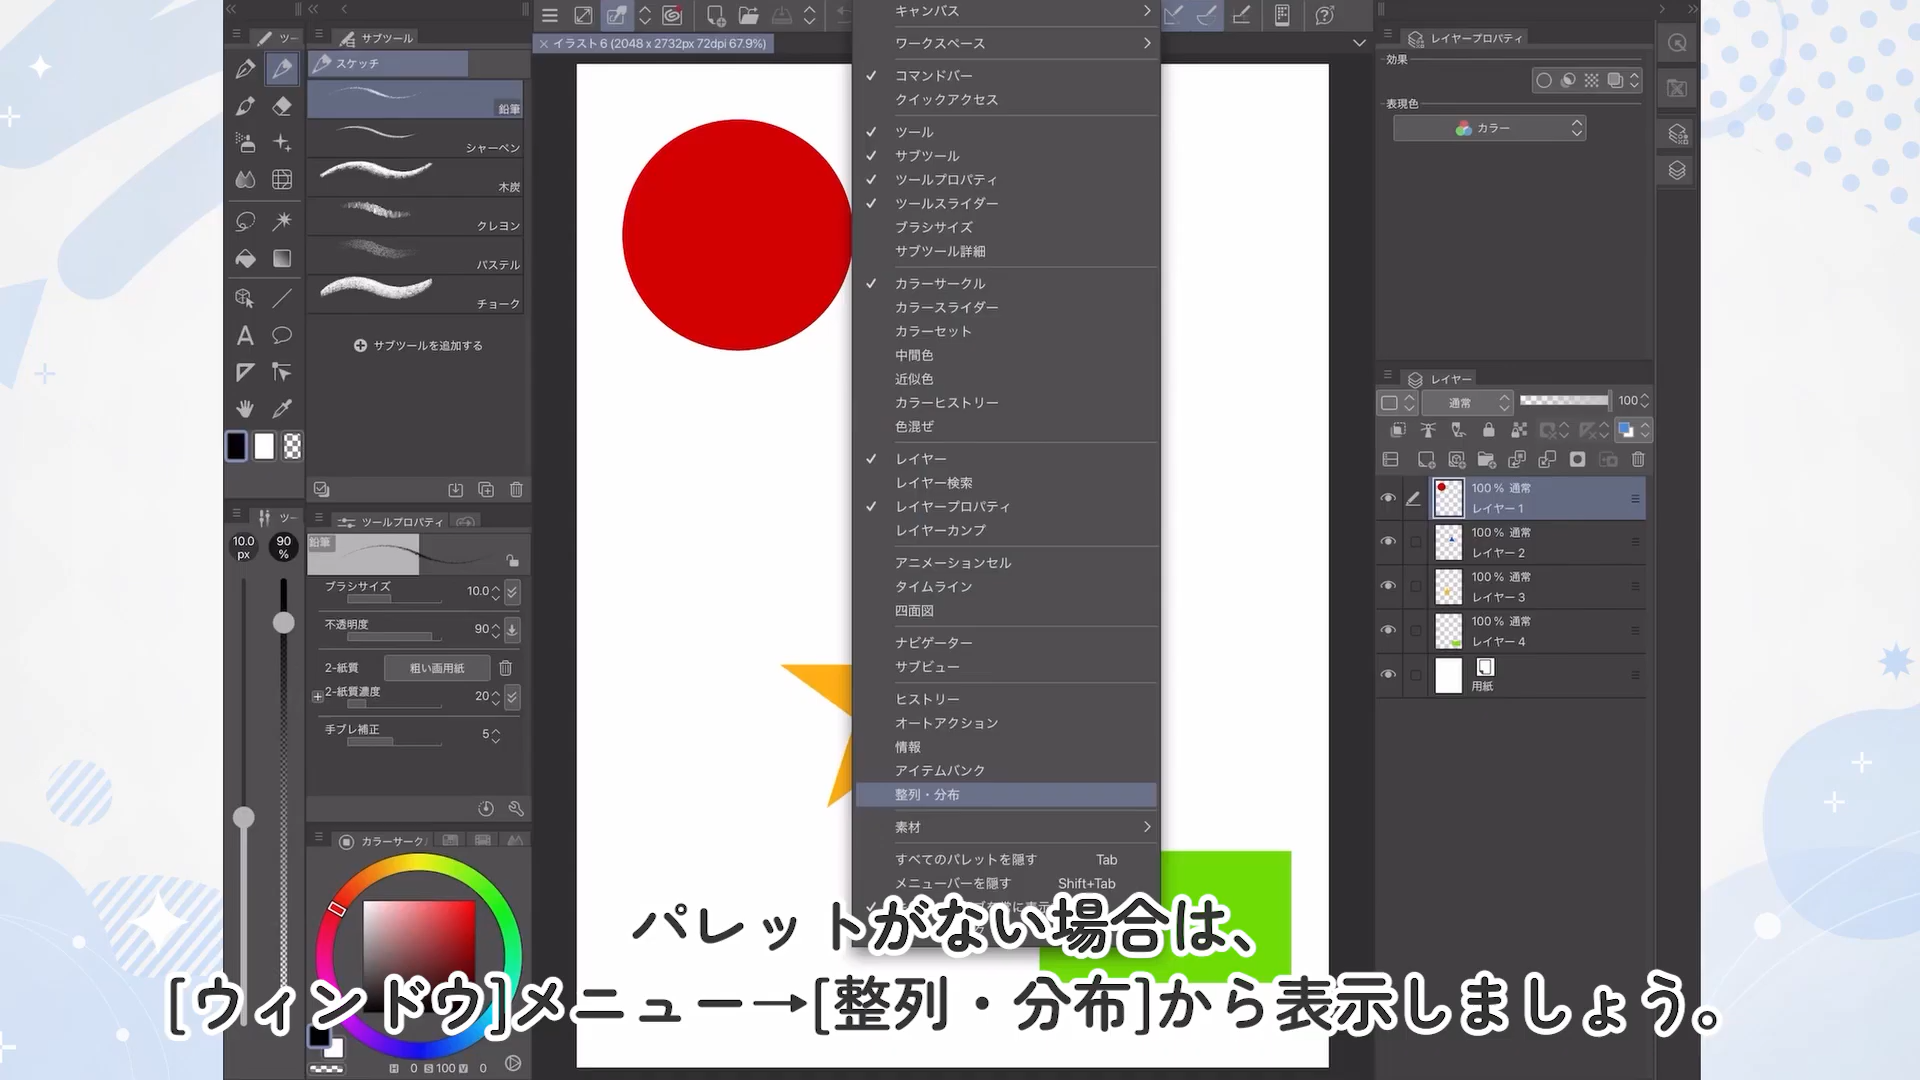 ツー
サブツール
スケッチ
鉛筆
シャーペン
木炭
クレヨン
パステル
チョーク
サブツールを追加する
ツー
10.0
px
90
%
ツールプロパティ
鉛筆
ブラシサイズ
10.0
不透明度
90
2-紙質
粗い画用紙
2-紙質濃度
20
手ブレ補正
5
カラーサーク
H 0 S 100 V 0
イラスト6 (2048 x 2732px 72dpi 67.9%)
キャンバス
ワークスペース
コマンドバー
クイックアクセス
ツール
サブツール
ツールプロパティ
ツールスライダー
ブラシサイズ
サブツール詳細
カラーサークル
カラースライダー
カラーセット
中間色
近似色
カラーヒストリー
色混ぜ
レイヤー
レイヤー検索
レイヤープロパティ
レイヤーカンプ
アニメーションセル
タイムライン
四面図
ナビゲーター
サブビュー
ヒストリー
オートアクション
情報
アイテムバンク
整列・分布
素材
すべてのパレットを隠す Tab
メニューバーを隠す Shift+Tab
レイヤープロパティ
効果
表現色
カラー
レイヤー
通常
100
100 % 通常
レイヤー 1
100 % 通常
レイヤー 2
100 % 通常
レイヤー 3
100 % 通常
レイヤー 4
用紙
パレットがない場合は、
[ウィンドウ]メニュー→[整列・分布]から表示しましょう。